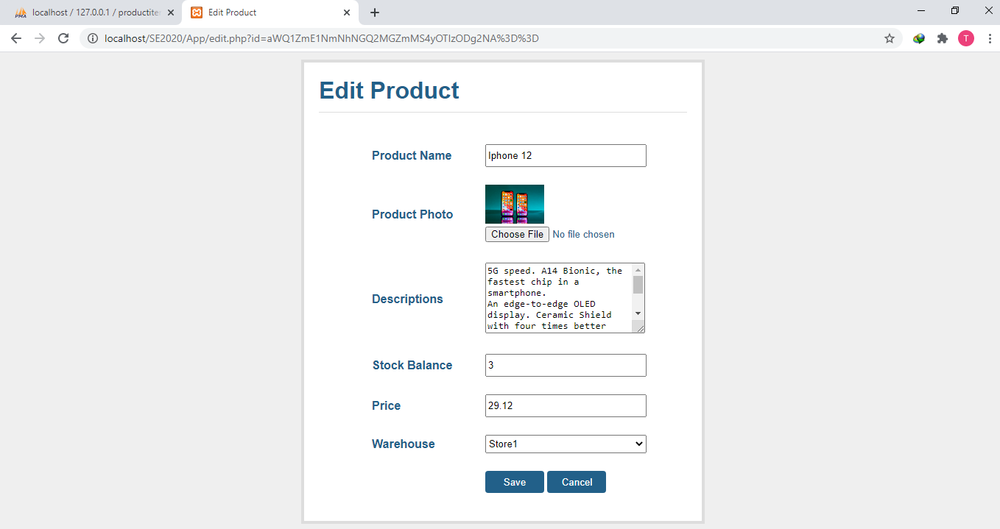 localhost / 127.0.0.1 / productiter
Edit Product
localhost/SE2020/App/edit.php?id=aWQ1ZmE1NmNhNGQ2MGZmMS4yOTIzODg2NA%3D%3D
T
Edit Product
Product Name
Iphone 12
Product Photo
Choose File No file chosen
Descriptions
5G speed. A14 Bionic, the
fastest chip in a
smartphone.
An edge-to-edge OLED
display. Ceramic Shield
with four times better
Stock Balance
3
Price
29.12
Warehouse
Store1
Save
Cancel